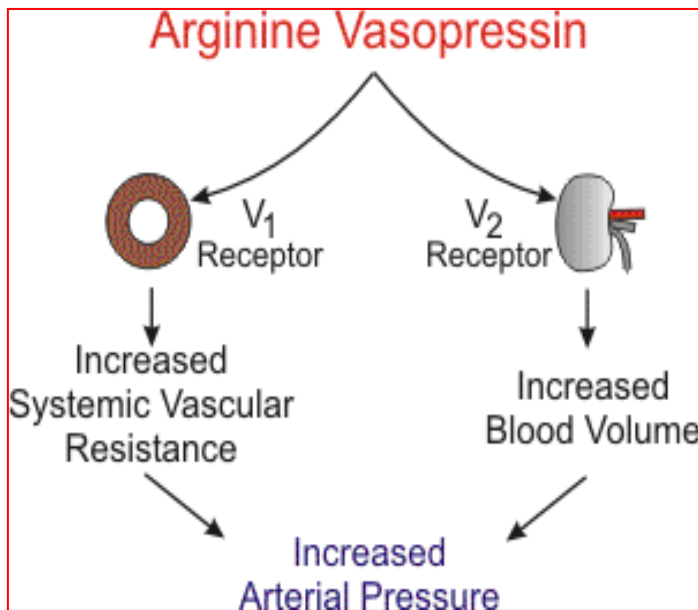 Arginine Vasopressin
V1
Receptor
V2
Receptor
Increased
Systemic Vascular
Resistance
Increased
Blood Volume
Increased
Arterial Pressure